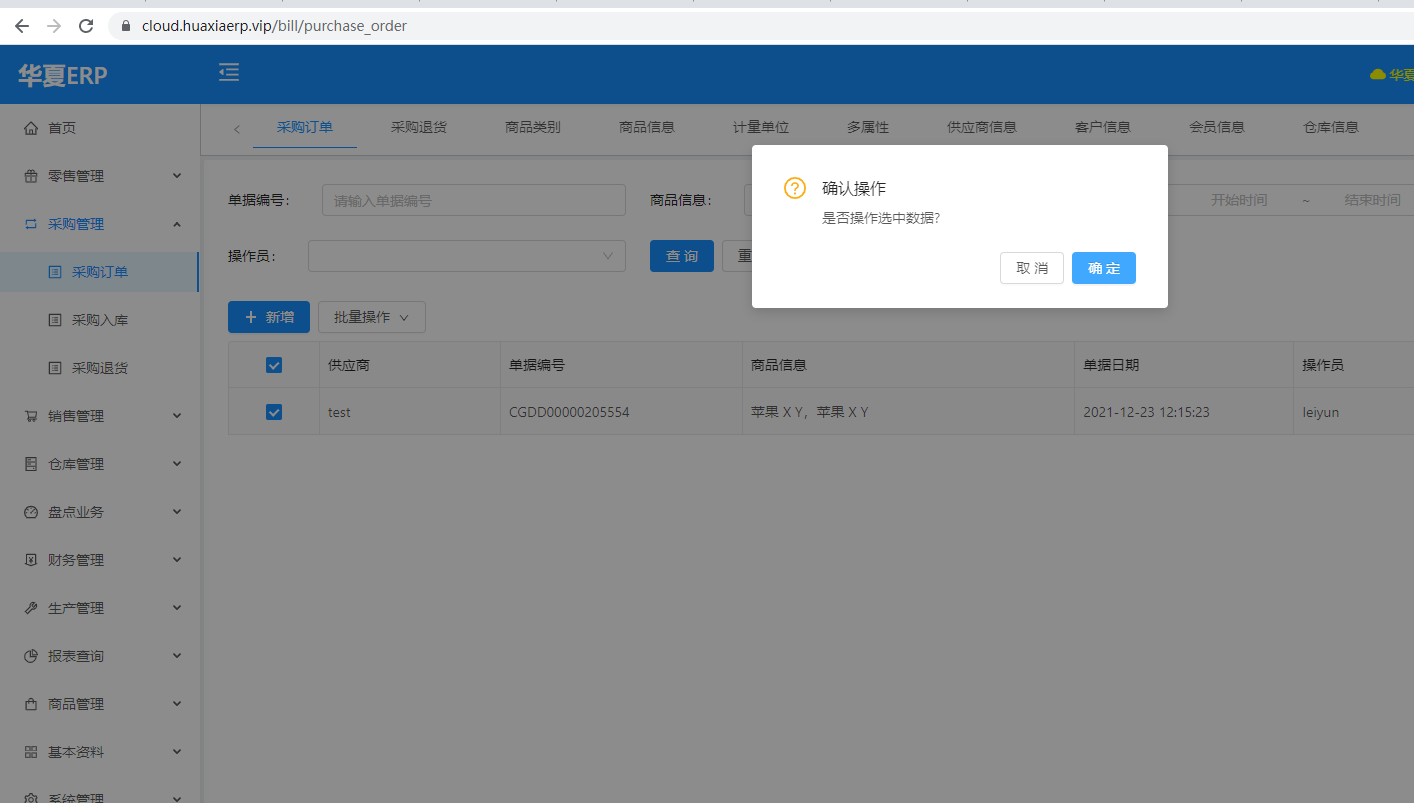 cloud.huaxiaerp.vip/bill/purchase_order
华夏ERP
华夏
首页
零售管理
采购管理
采购订单
采购入库
采购退货
销售管理
仓库管理
盘点业务
财务管理
生产管理
报表查询
商品管理
基本资料
系统管理
采购订单 采购退货 商品类别 商品信息 计量单位 多属性 供应商信息 客户信息 会员信息 仓库信息
单据编号: 请输入单据编号 商品信息: 开始时间 ~ 结束时间
操作员: 查 询 重
确认操作
是否操作选中数据?
取 消 确 定
新增 批量操作
供应商 单据编号 商品信息 单据日期 操作员
test CGDD00000205554 苹果 X Y，苹果 X Y 2021-12-23 12:15:23 leiyun